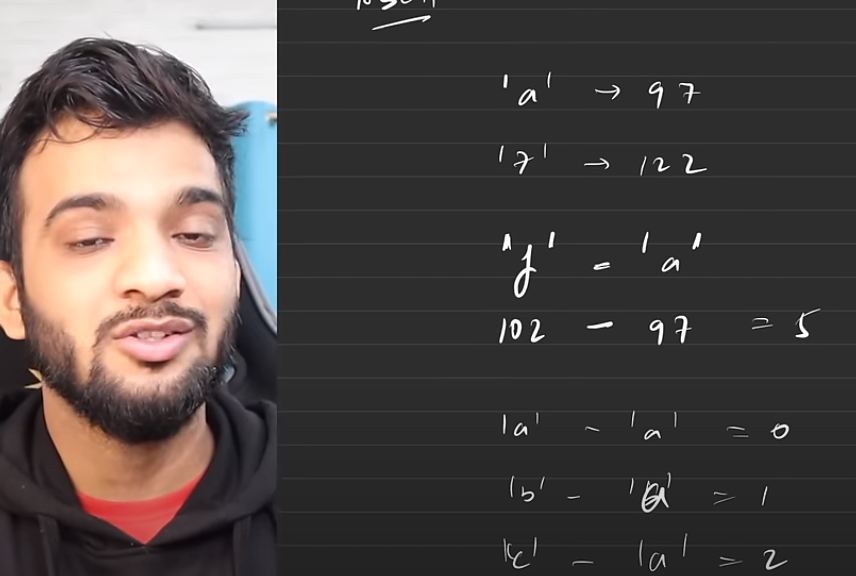 'a' → 97
'z' → 122
'f' - 'a'
102 - 97 = 5
'a' - 'a' = 0
'b' - 'a' = 1
'c' - 'a' = 2